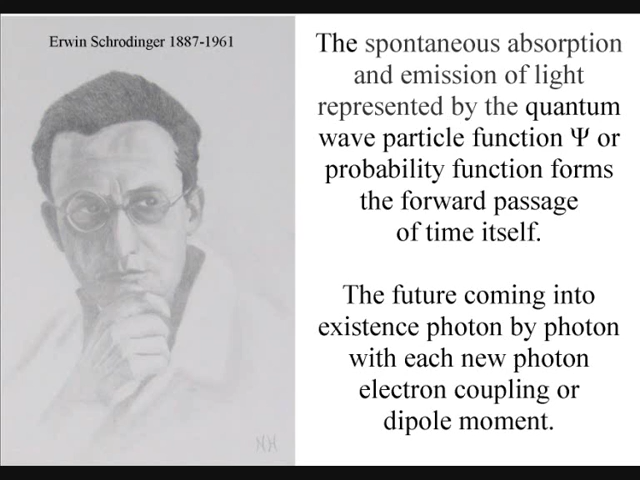 Erwin Schrodinger 1887-1961
The spontaneous absorption
and emission of light
represented by the quantum
wave particle function Ψ or
probability function forms
the forward passage
of time itself.
The future coming into
existence photon by photon
with each new photon
electron coupling or
dipole moment.